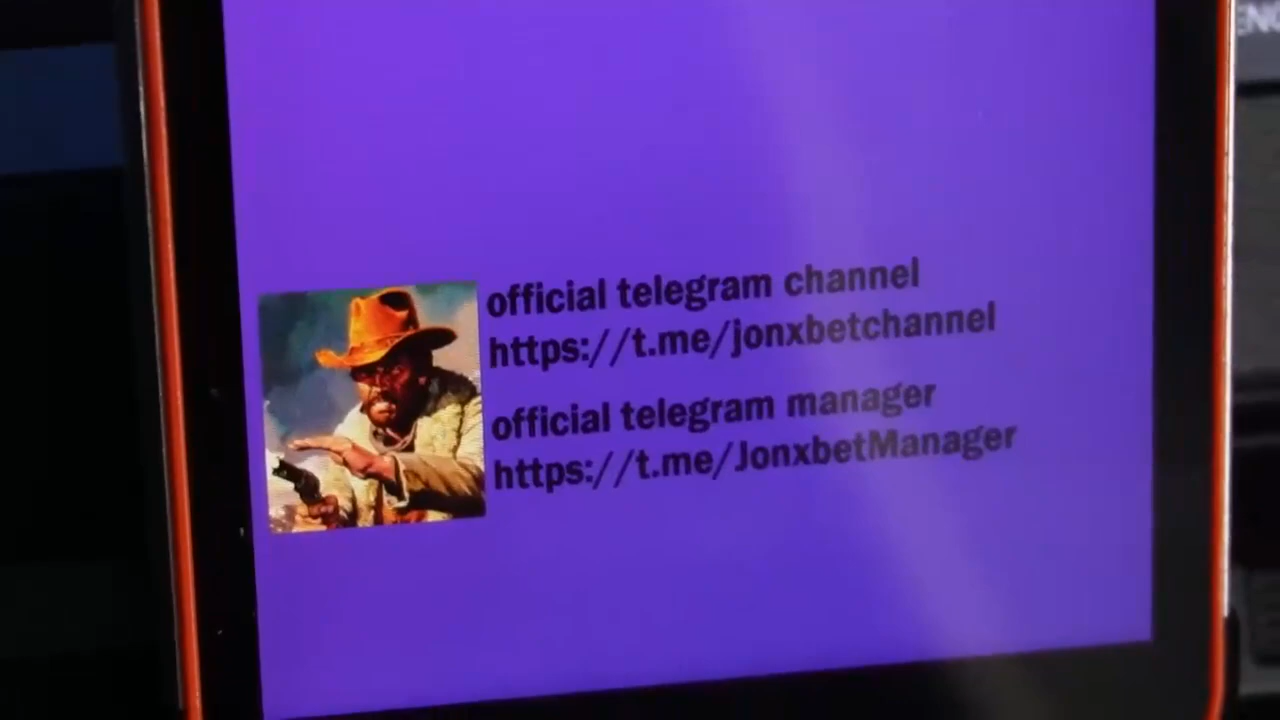 official telegram channel
https://t.me/jonxbetchannel
official telegram manager
https://t.me/JonxbetManager